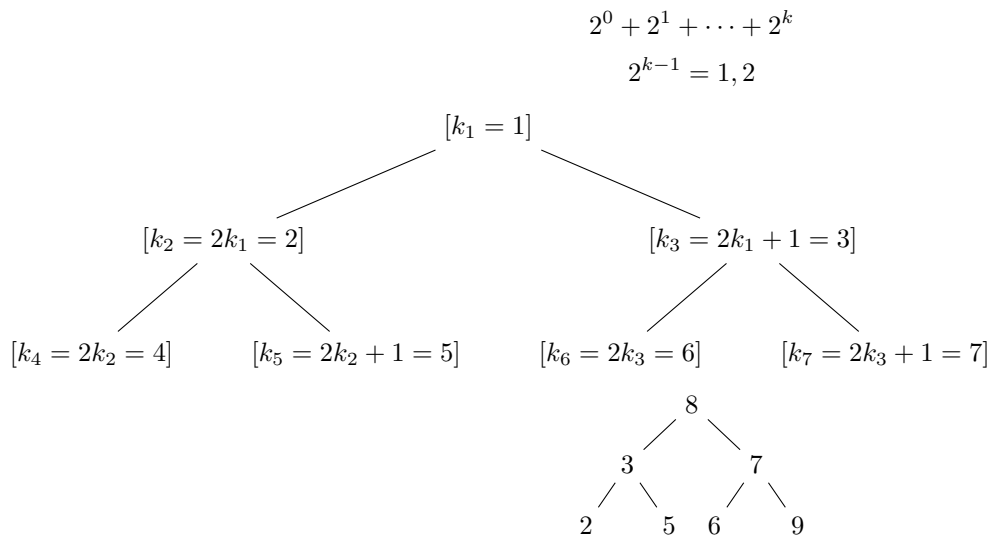 2^0 + 2^1 + ⋯ + 2^k
2^{k−1} = 1, 2
[k_1 = 1]
[k_2 = 2k_1 = 2] [k_3 = 2k_1 + 1 = 3]
[k_4 = 2k_2 = 4] [k_5 = 2k_2 + 1 = 5] [k_6 = 2k_3 = 6] [k_7 = 2k_3 + 1 = 7]
8
3 7
2 5 6 9